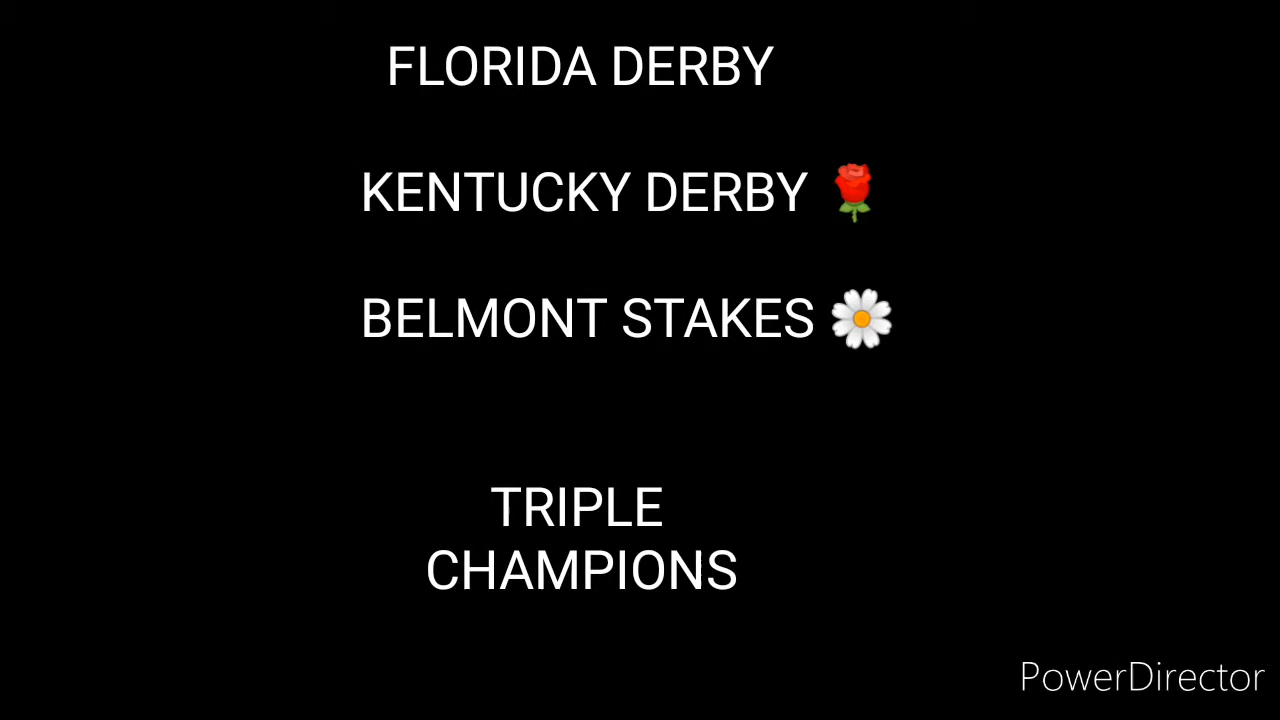 FLORIDA DERBY
KENTUCKY DERBY 🌹
BELMONT STAKES 🌼
TRIPLE
CHAMPIONS
PowerDirector